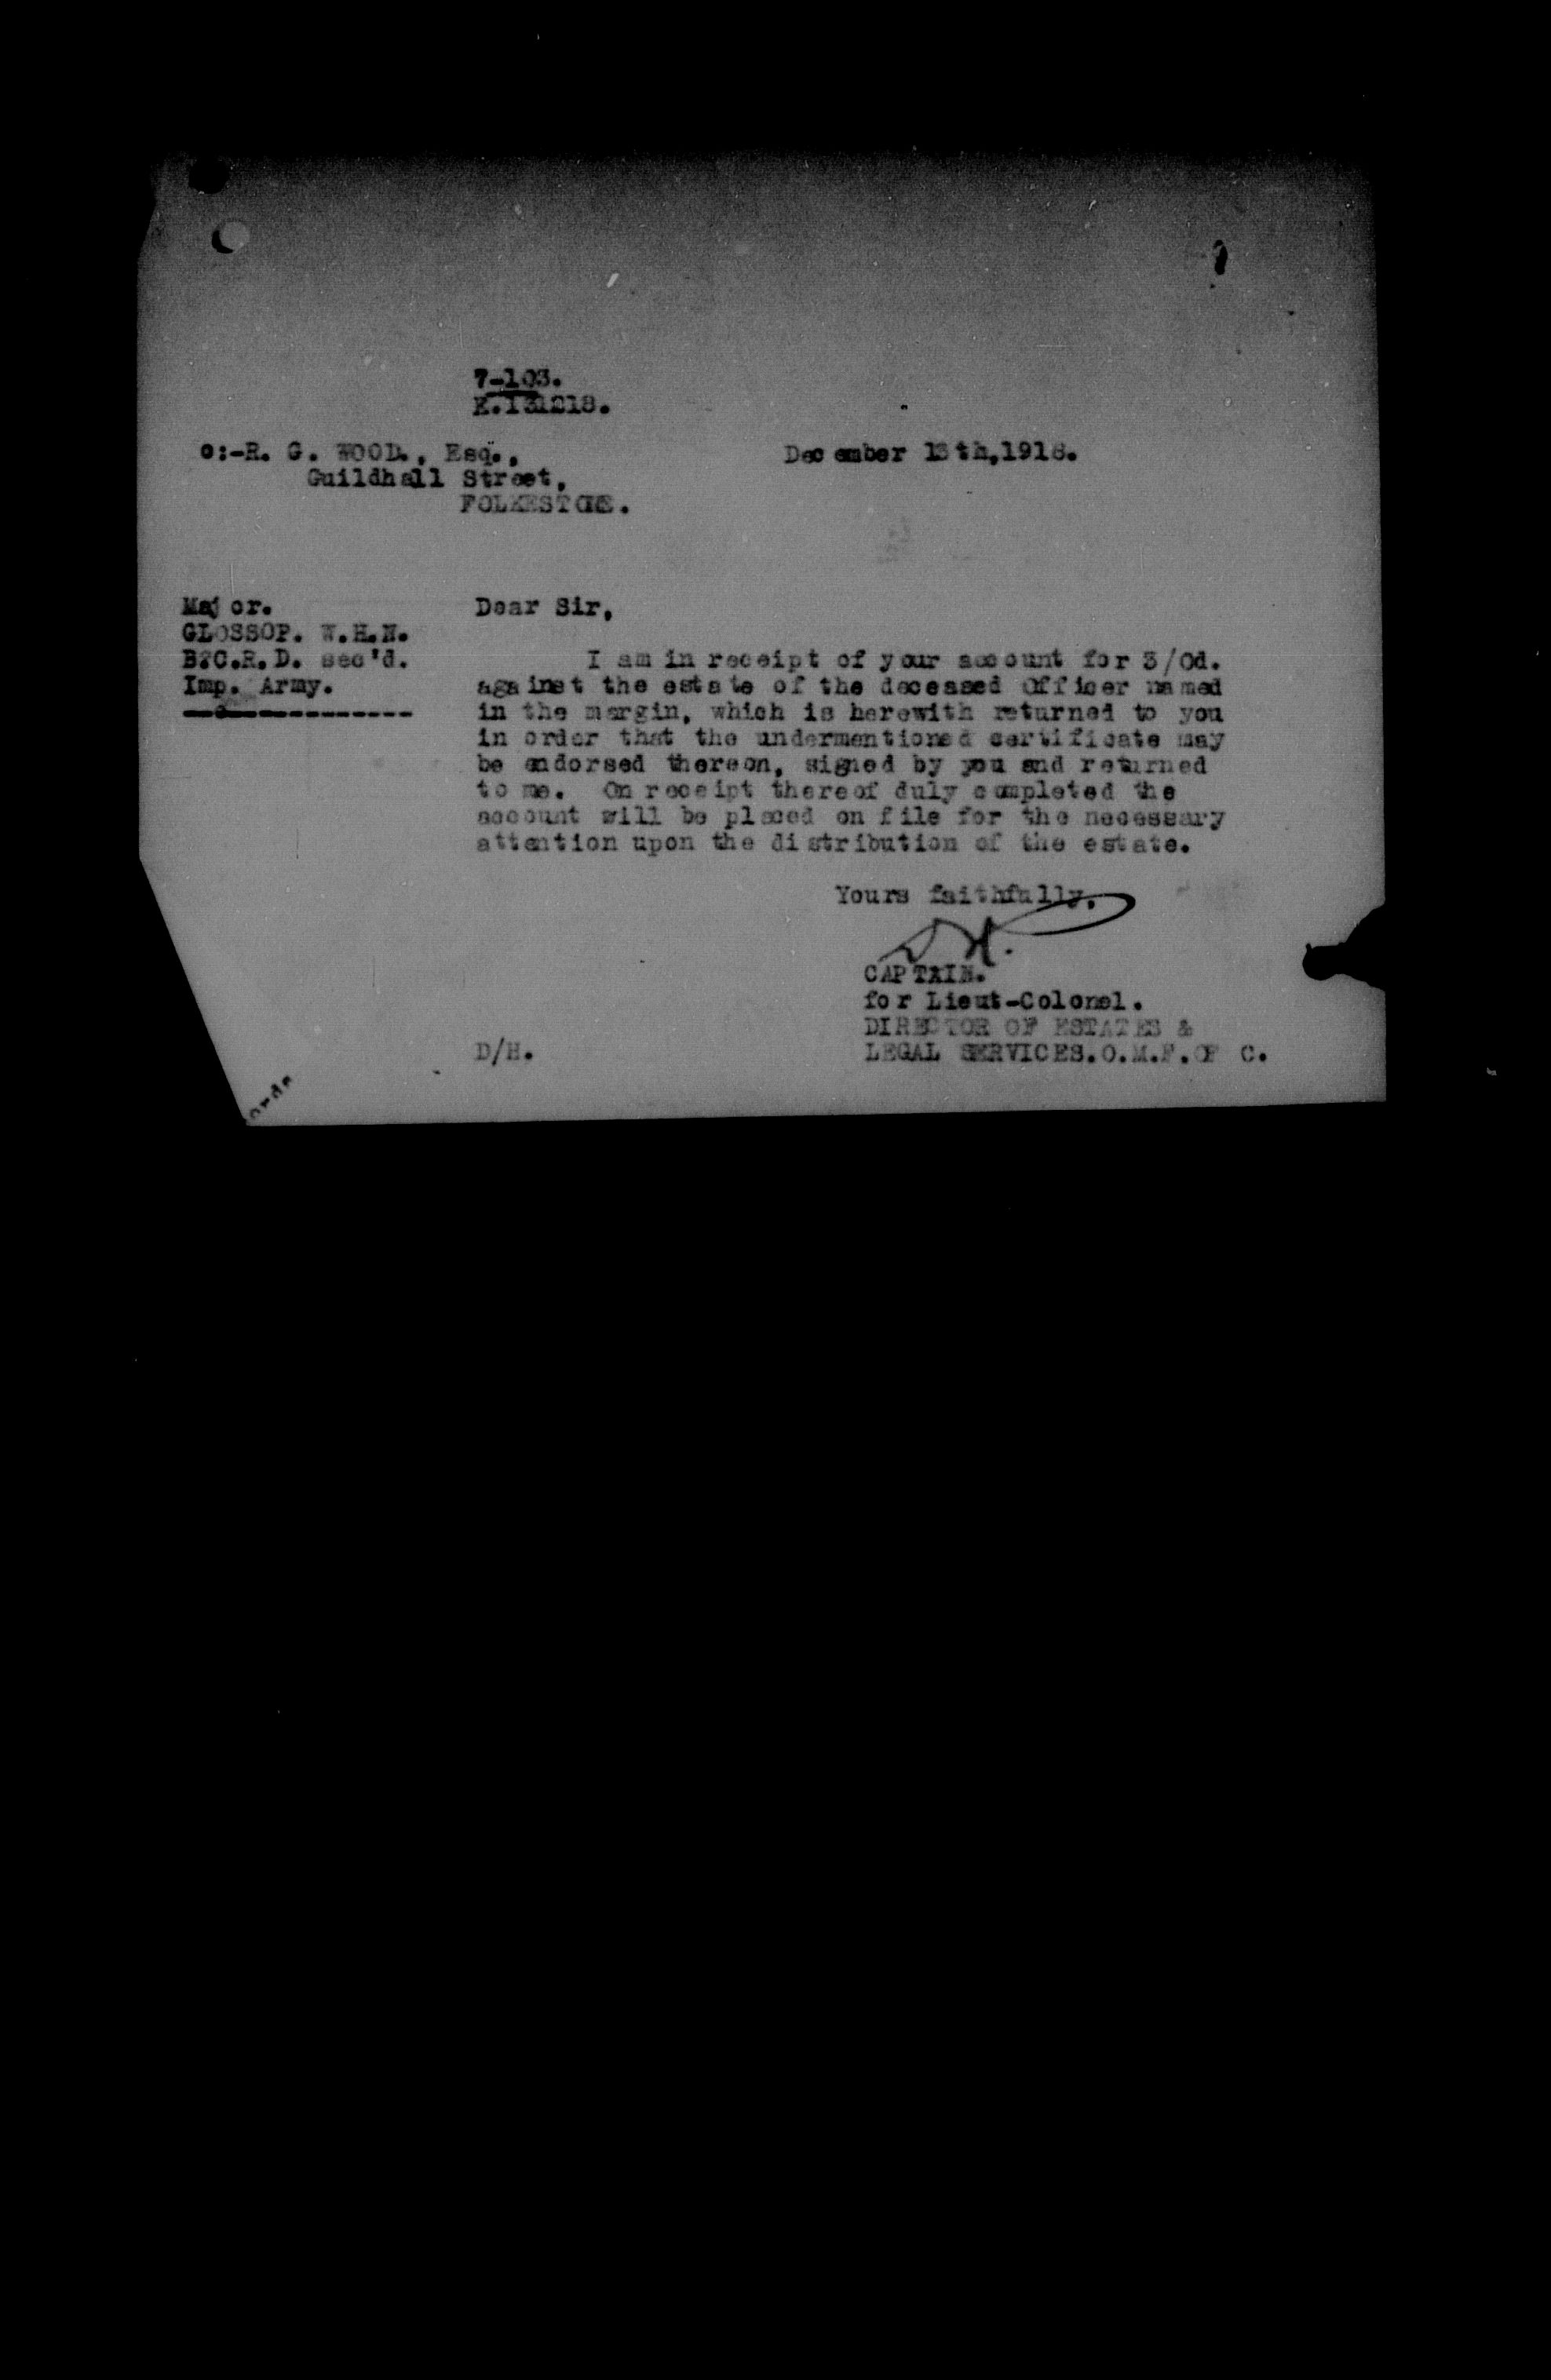 7-103.
E.131218.
o:-R. G. WOOD., Esq.,
December 13th,1918.
Guildhall Street,
FOLKESTONE.
Major.
GLOSSOP. W.H.N.
B.C.R.D. sec'd.
Imp. Army.
Dear Sir,
I am in receipt of your account for 3/0d.
against the estate of the deceased Officer named
in the margin, which is herewith returned to you
in order that the undermentioned certificate may
be endorsed thereon, signed by you and returned
to me. On receipt thereof duly completed the
account will be placed on file for the necessary
attention upon the distribution of the estate.
Yours faithfully.
CAPTAIN.
for Lieut-Colonel.
DIRECTOR OF ESTATES &
D/H.
LEGAL SERVICES.O.M.F.OF C.
ords